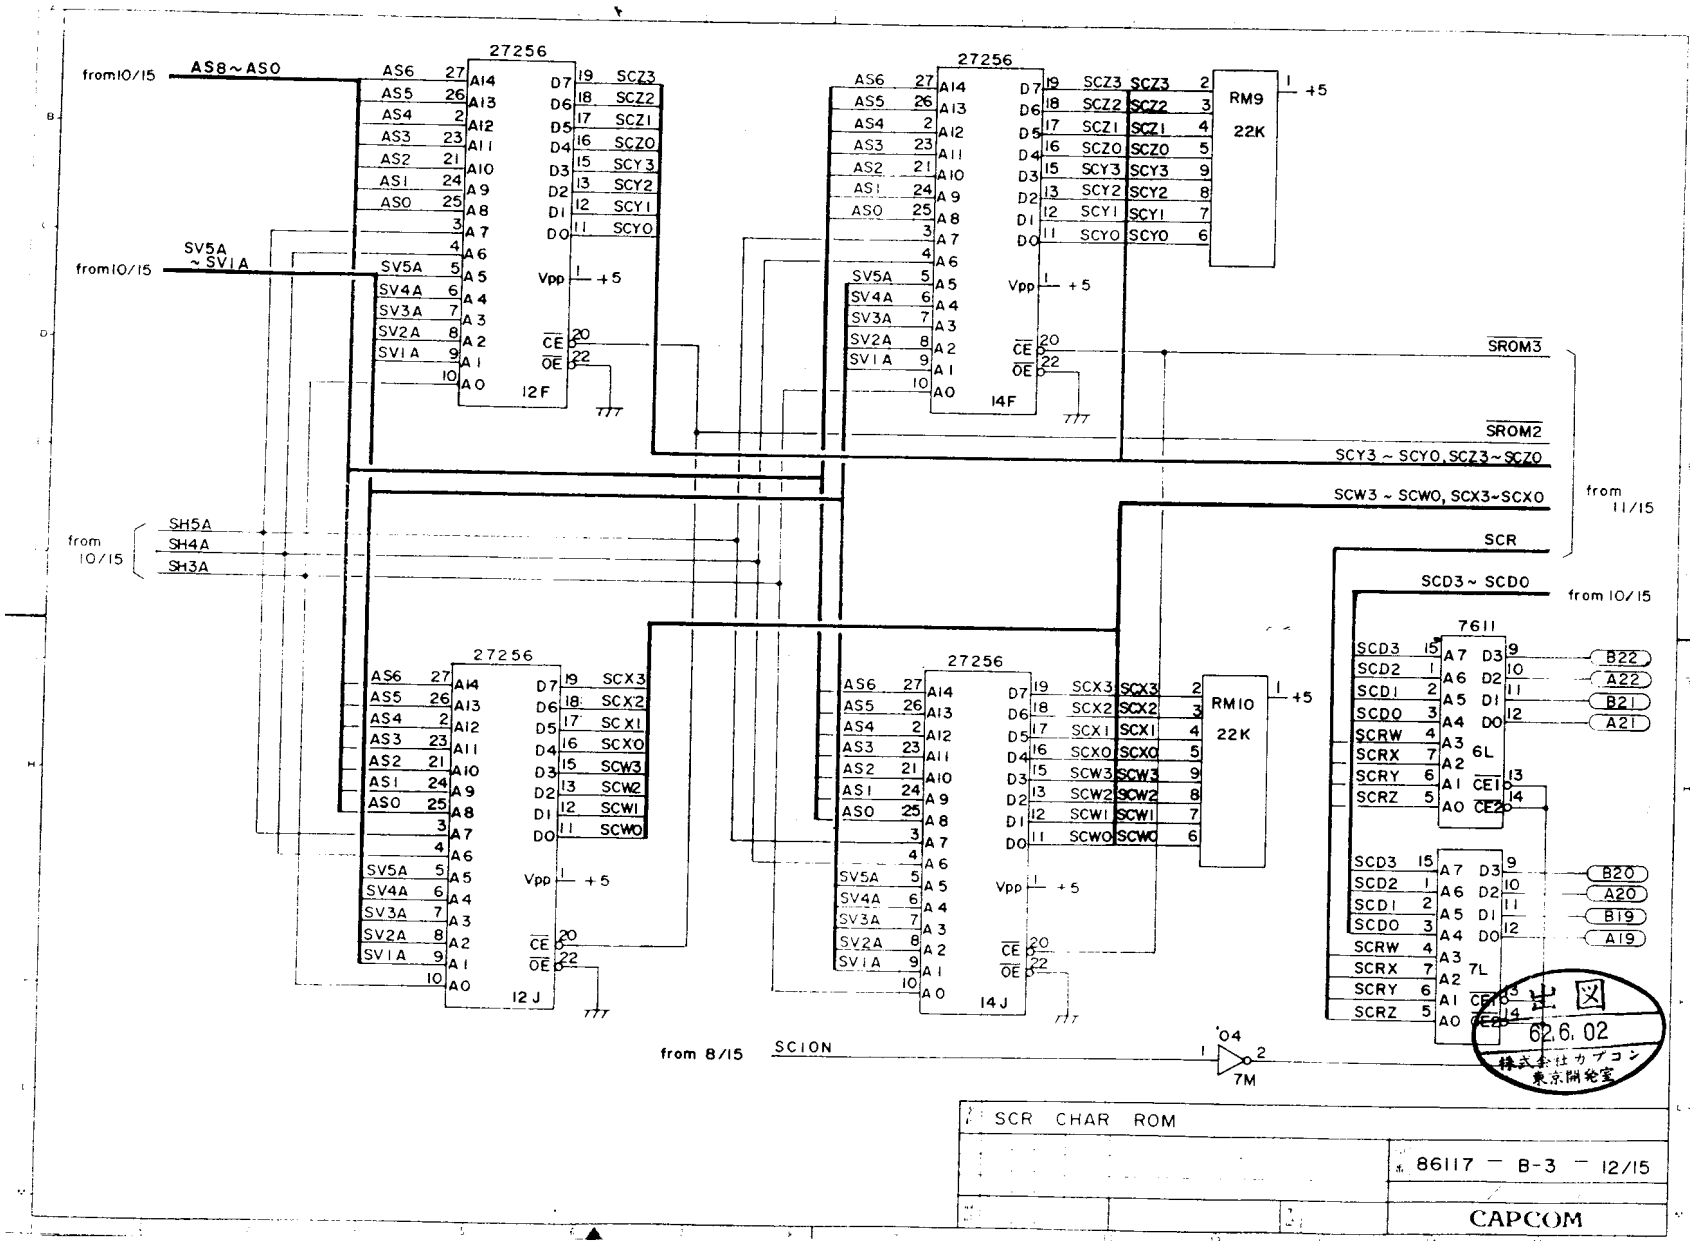 from 10/15 AS8~AS0
SV5A
~SV1A
from 10/15
27256
AS6 27 A14 D7 19 SCZ3
AS5 26 A13 D6 18 SCZ2
AS4 2 A12 D5 17 SCZ1
AS3 23 A11 D4 16 SCZ0
AS2 21 A10 D3 15 SCY3
AS1 24 A9 D2 13 SCY2
AS0 25 A8 D1 12 SCY1
3 A7 D0 11 SCY0
4 A6
SV5A 5 A5 Vpp 1 +5
SV4A 6 A4
SV3A 7 A3
SV2A 8 A2 CE 20
SV1A 9 A1 OE 22
10 A0
12F
27256
AS6 27 A14 D7 19 SCZ3 SCZ3 2
AS5 26 A13 D6 18 SCZ2 SCZ2 3
AS4 2 A12 D5 17 SCZ1 SCZ1 4
AS3 23 A11 D4 16 SCZ0 SCZ0 5
AS2 21 A10 D3 15 SCY3 SCY3 9
AS1 24 A9 D2 13 SCY2 SCY2 8
AS0 25 A8 D1 12 SCY1 SCY1 7
3 A7 D0 11 SCY0 SCY0 6
4 A6
SV5A 5 A5 Vpp 1 +5
SV4A 6 A4
SV3A 7 A3
SV2A 8 A2 CE 20
SV1A 9 A1 OE 22
10 A0
14F
RM9
22K
1 +5
SROM3
SROM2
SCY3~SCY0, SCZ3~SCZ0
SCW3~SCW0, SCX3~SCX0
SCR
from
11/15
SCD3~SCD0
from 10/15
from
10/15
SH5A
SH4A
SH3A
27256
AS6 27 A14 D7 19 SCX3
AS5 26 A13 D6 18 SCX2
AS4 2 A12 D5 17 SCX1
AS3 23 A11 D4 16 SCX0
AS2 21 A10 D3 15 SCW3
AS1 24 A9 D2 13 SCW2
AS0 25 A8 D1 12 SCW1
3 A7 D0 11 SCW0
4 A6
SV5A 5 A5 Vpp 1 +5
SV4A 6 A4
SV3A 7 A3
SV2A 8 A2 CE 20
SV1A 9 A1 OE 22
10 A0
12J
27256
AS6 27 A14 D7 19 SCX3 SCX3 2
AS5 26 A13 D6 18 SCX2 SCX2 3
AS4 2 A12 D5 17 SCX1 SCX1 4
AS3 23 A11 D4 16 SCX0 SCX0 5
AS2 21 A10 D3 15 SCW3 SCW3 9
AS1 24 A9 D2 13 SCW2 SCW2 8
AS0 25 A8 D1 12 SCW1 SCW1 7
3 A7 D0 11 SCW0 SCW0 6
4 A6
SV5A 5 A5 Vpp 1 +5
SV4A 6 A4
SV3A 7 A3
SV2A 8 A2 CE 20
SV1A 9 A1 OE 22
10 A0
14J
RM10
22K
1 +5
7611
SCD3 15 A7 D3 9 B22
SCD2 1 A6 D2 10 A22
SCD1 2 A5 D1 11 B21
SCD0 3 A4 D0 12 A21
SCRW 4 A3 6L
SCRX 7 A2
SCRY 6 A1 CE1 13
SCRZ 5 A0 CE2 14
SCD3 15 A7 D3 9 B20
SCD2 1 A6 D2 10 A20
SCD1 2 A5 D1 11 B19
SCD0 3 A4 D0 12 A19
SCRW 4 A3
SCRX 7 A2 7L
SCRY 6 A1 CE1 13
SCRZ 5 A0 CE2 14
出図
62.6.02
株式会社カプコン
東京開発室
from 8/15 SCION 1 '04 2
7M
SCR CHAR ROM
86117 - B-3 - 12/15
CAPCOM